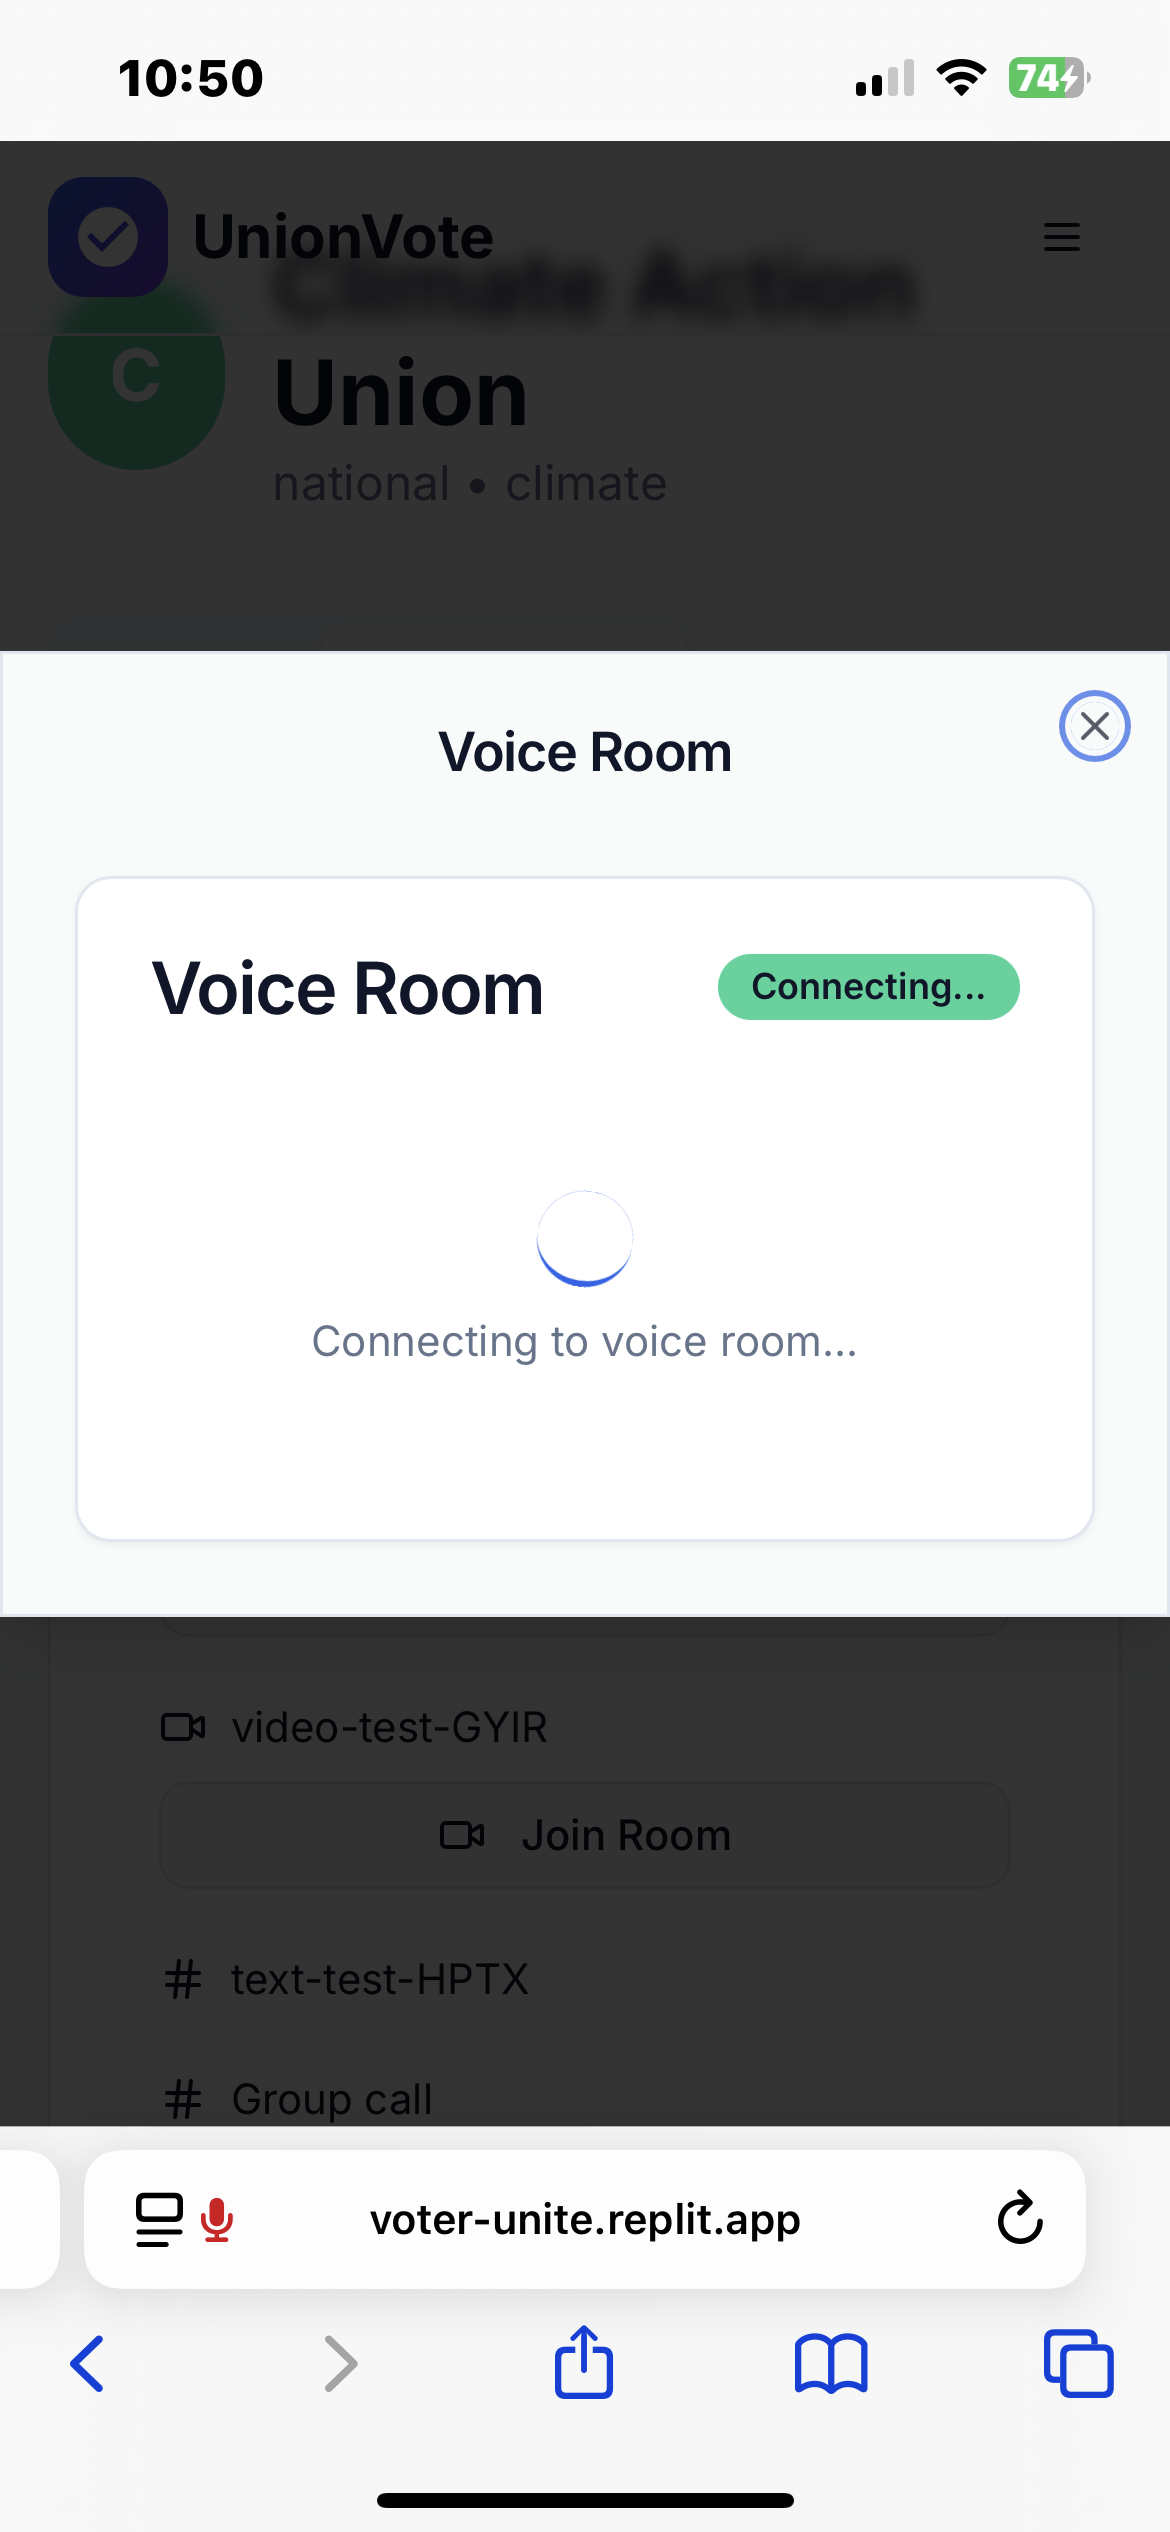 10:50
74
UnionVote
Climate Action
C
Union
national • climate
Voice Room
Voice Room
Connecting...
Connecting to voice room...
video-test-GYIR
Join Room
# text-test-HPTX
# Group call
voter-unite.replit.app